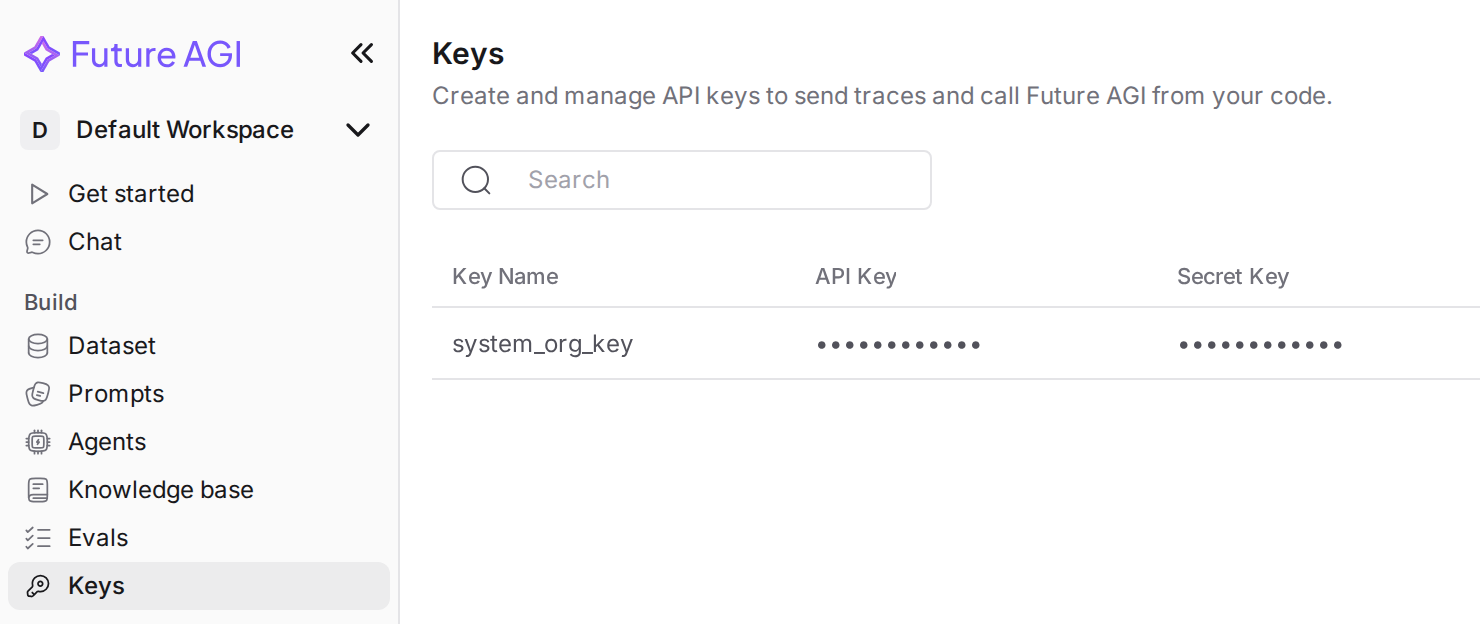 Future AGI
D Default Workspace
Get started
Chat
Build
Dataset
Prompts
Agents
Knowledge base
Evals
Keys
Keys
Create and manage API keys to send traces and call Future AGI from your code.
Search
Key Name API Key Secret Key
system_org_key ••••••••••••  ••••••••••••